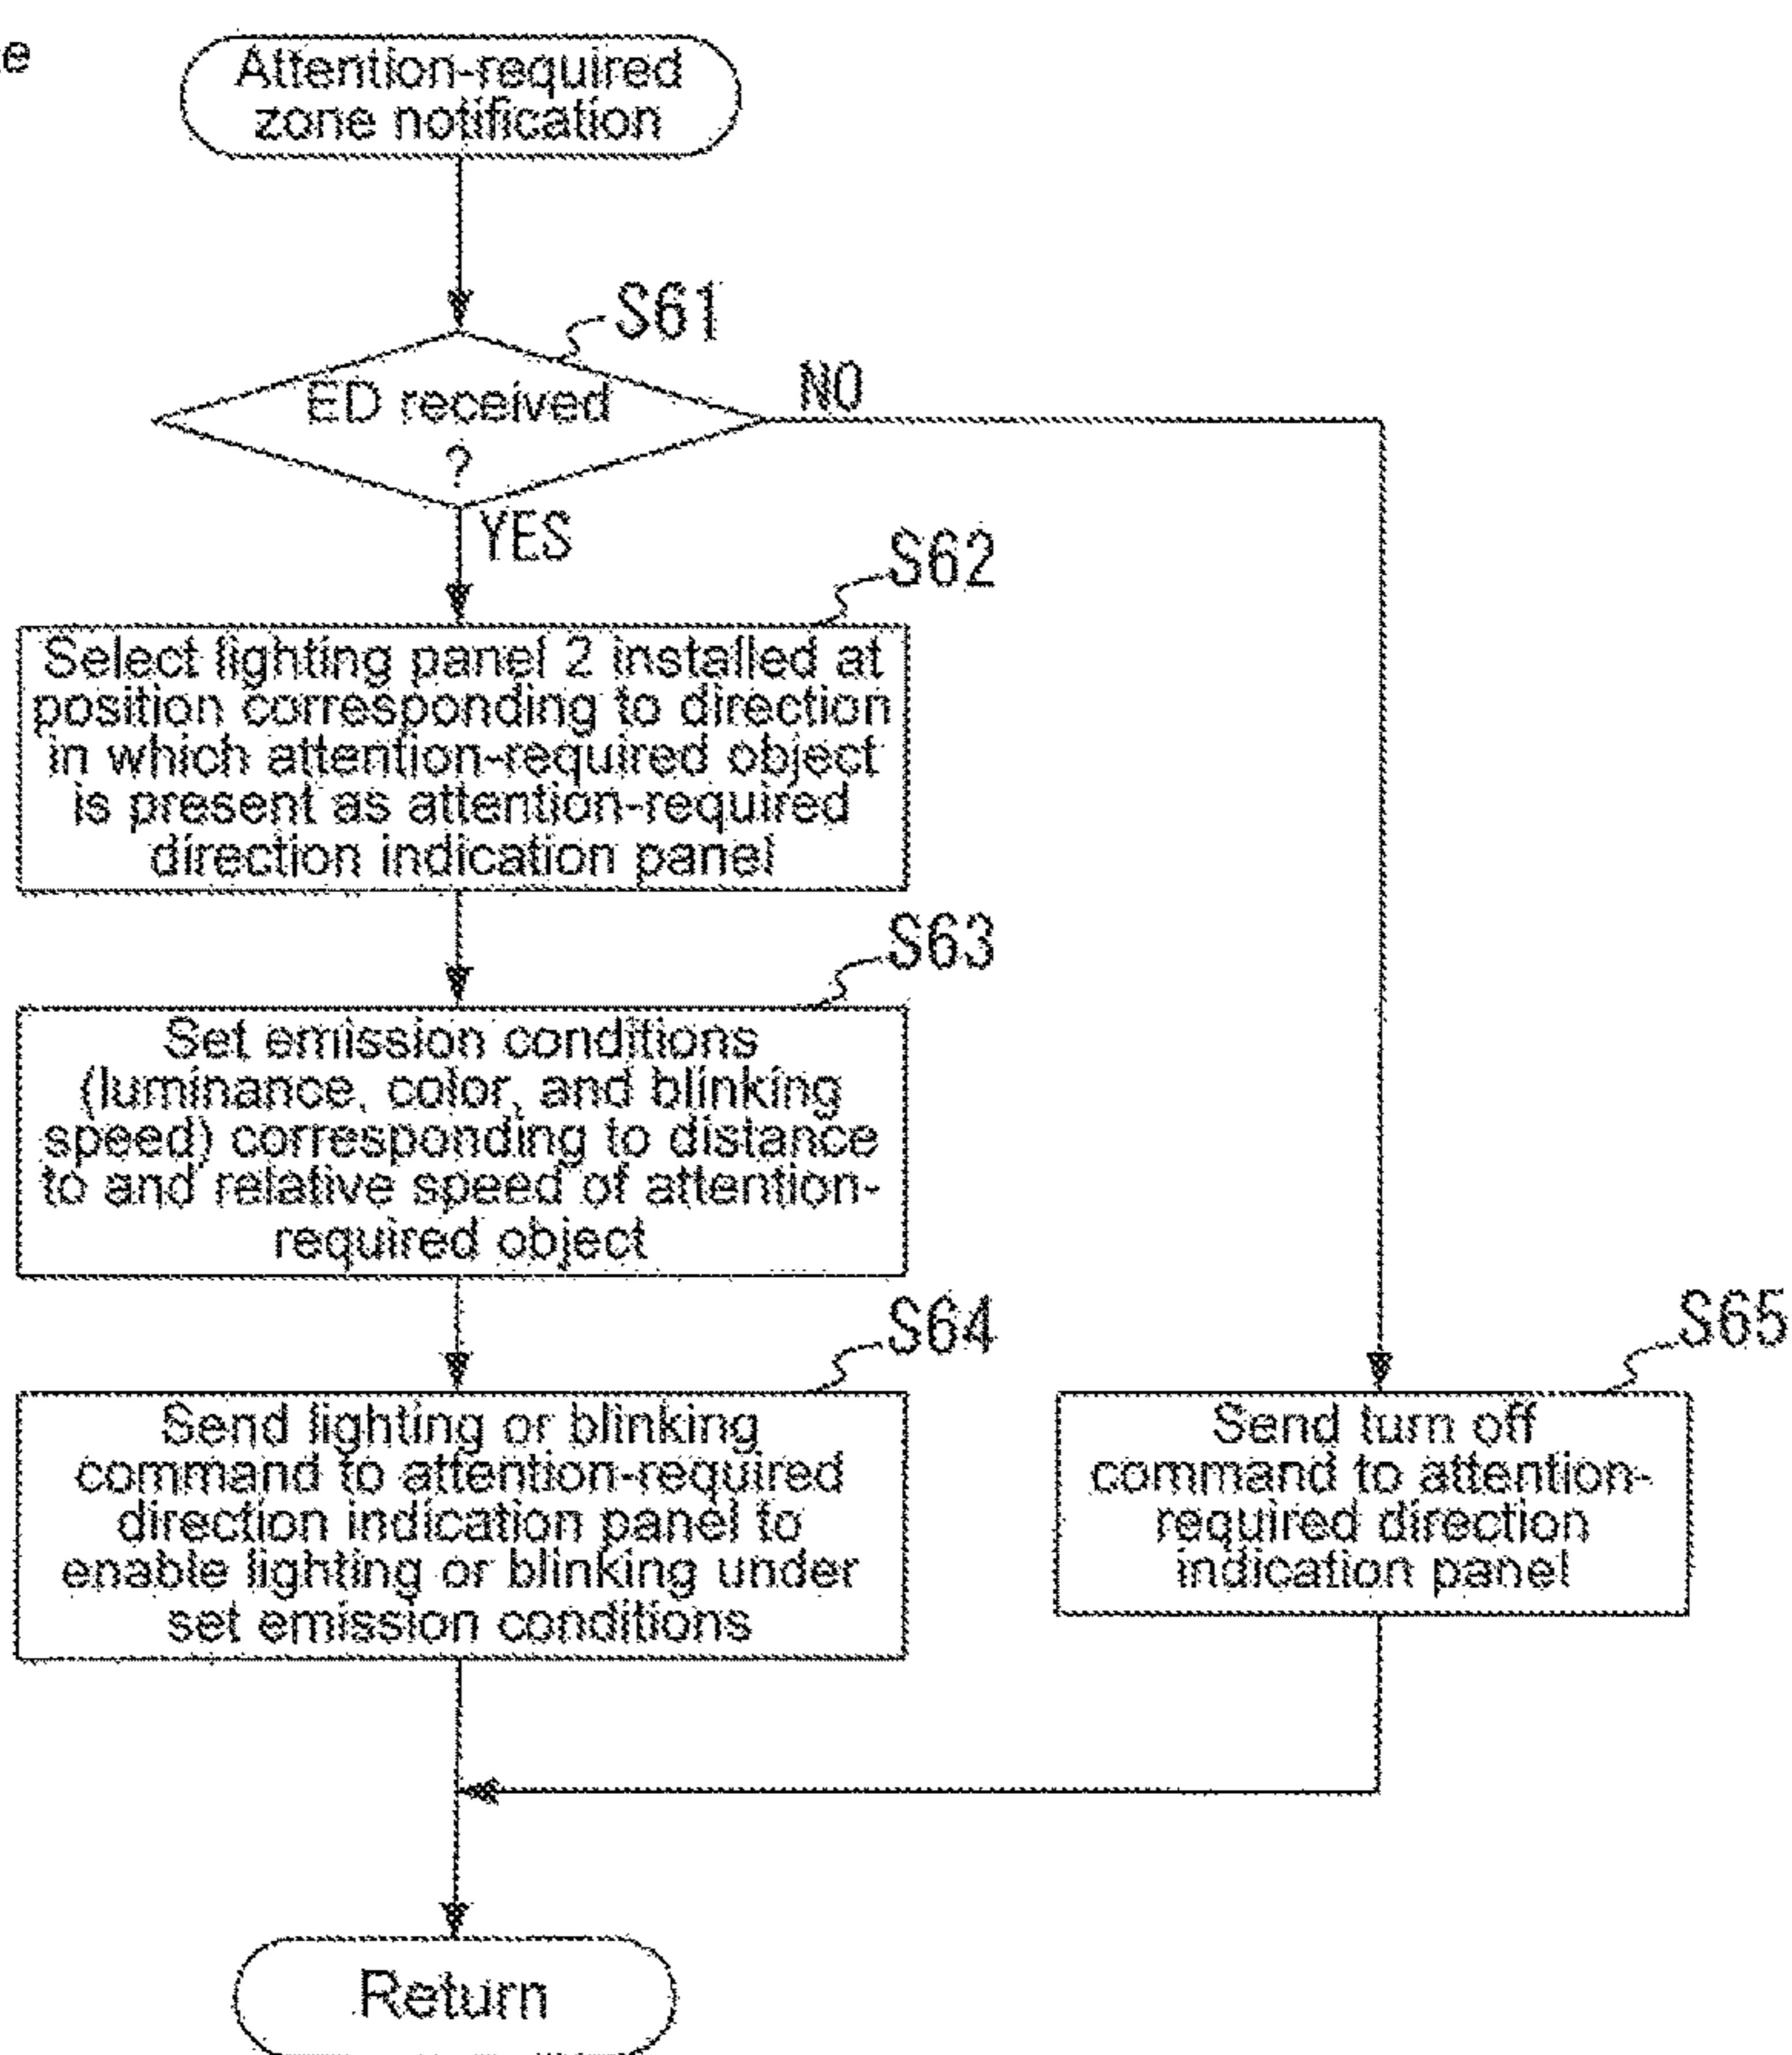 Attention-required
zone notification
S61
ED received
?
NO
YES
S62
Select lighting panel 2 installed at
position corresponding to direction
in which attention-required object
is present as attention-required
direction indication panel
S63
Set emission conditions
(luminance, color, and blinking
speed) corresponding to distance
to and relative speed of attention-
required object
S64
Send lighting or blinking
command to attention-required
direction indication panel to
enable lighting or blinking under
set emission conditions
S65
Send turn off
command to attention-
required direction
indication panel
Return